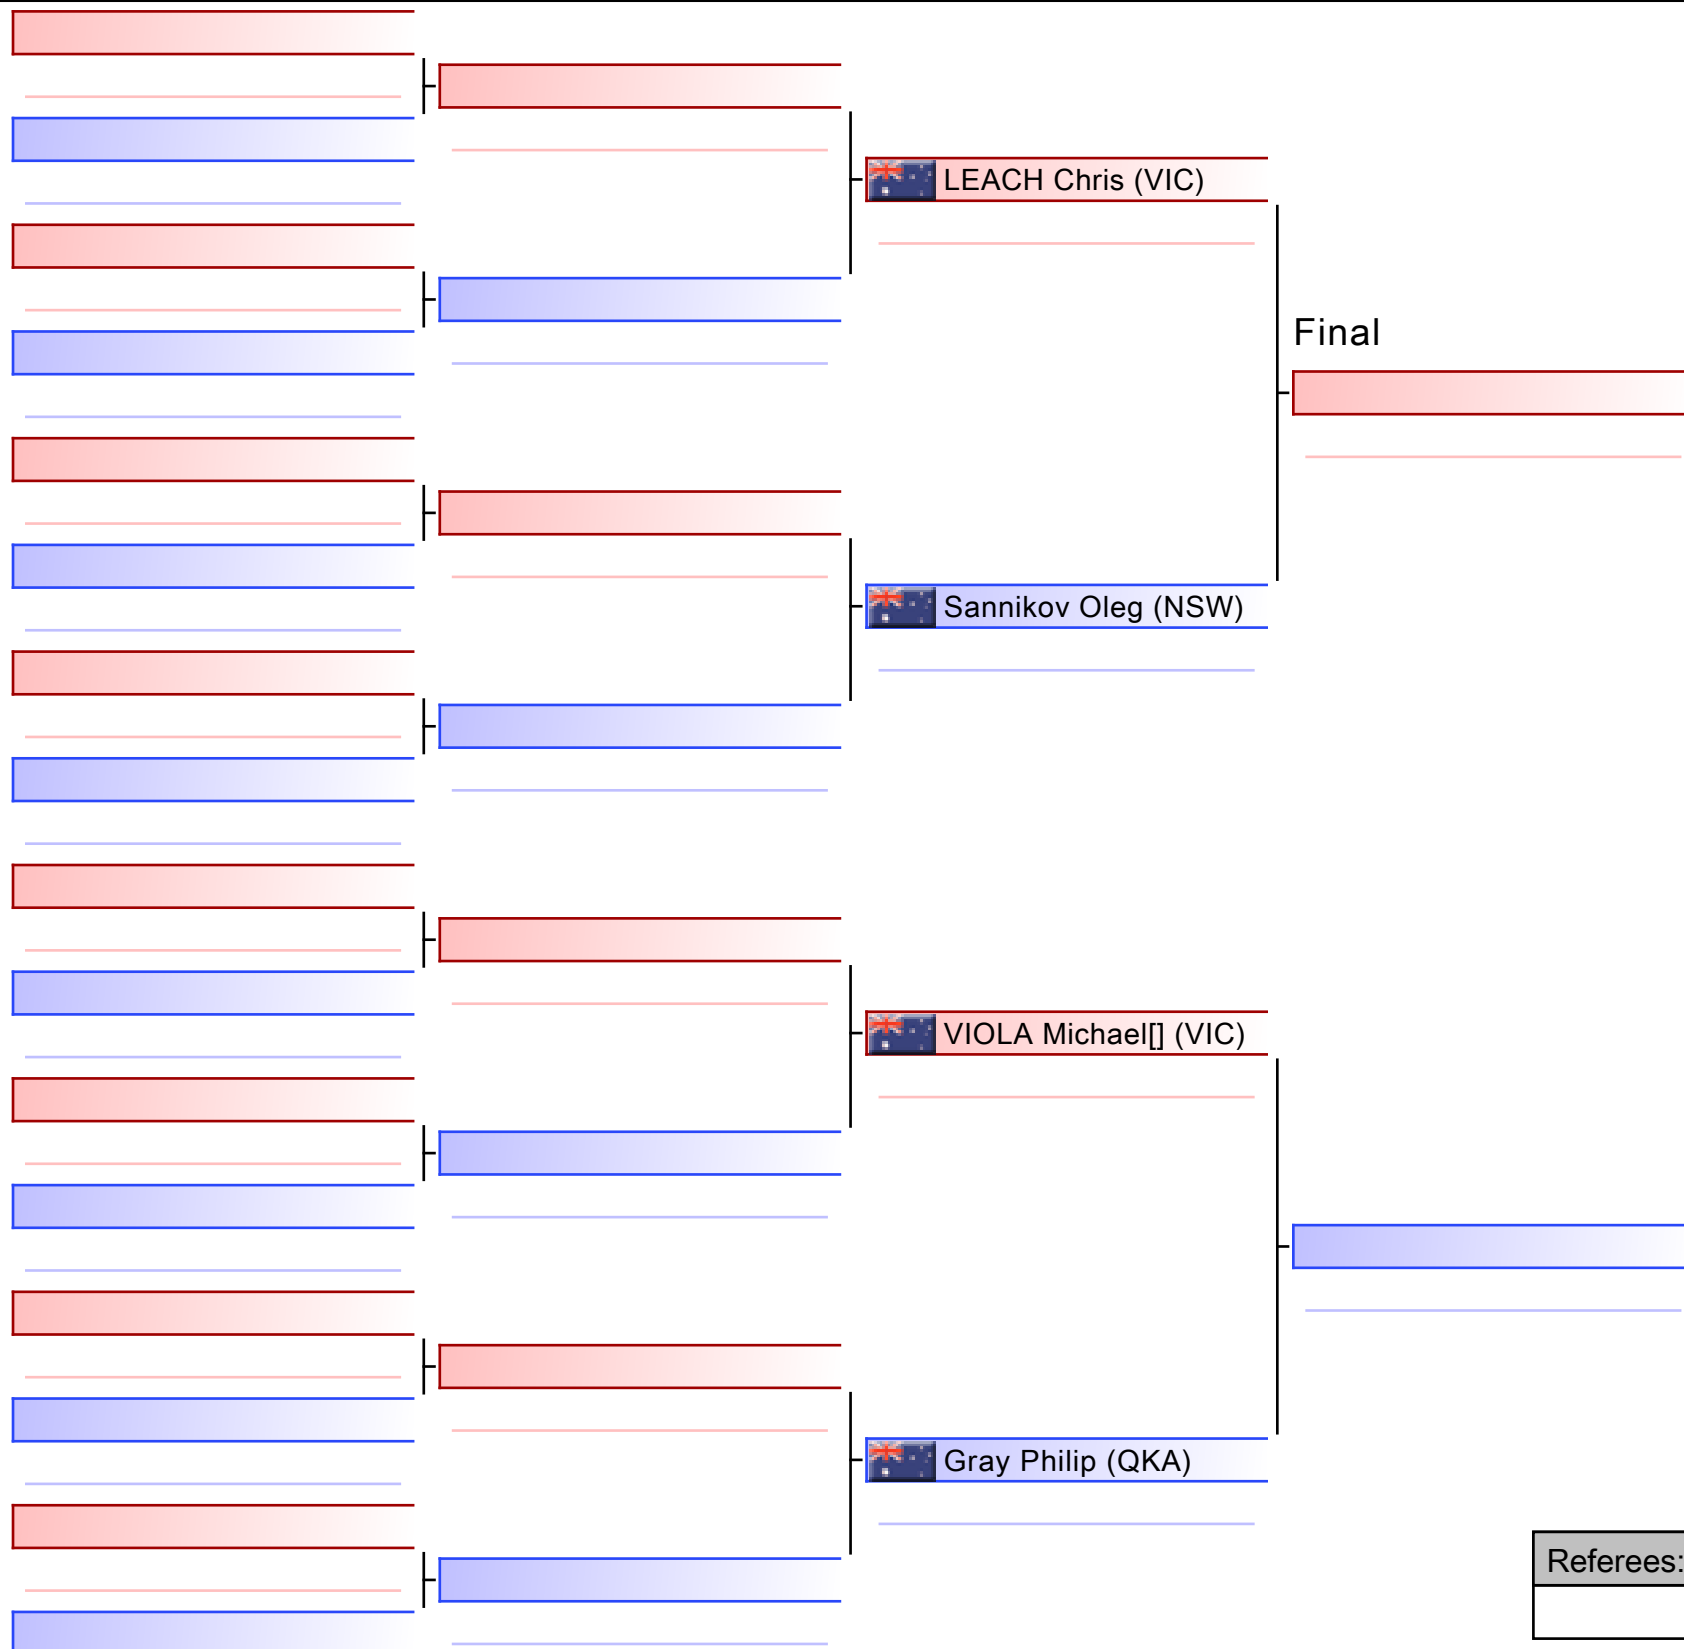 LEACH Chris (VIC)
Final
Sannikov Oleg (NSW)
VIOLA Michael[] (VIC)
Gray Philip (QKA)
Referees: